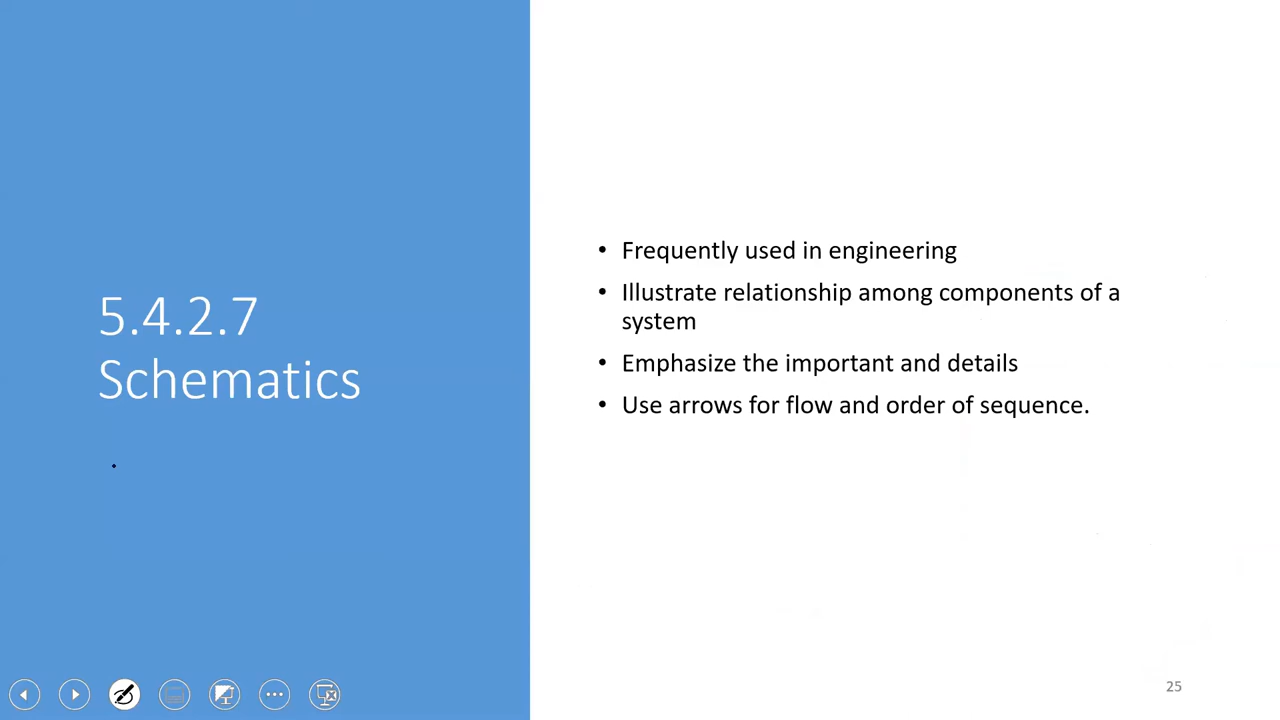 5.4.2.7
Schematics
• Frequently used in engineering
• Illustrate relationship among components of a
system
• Emphasize the important and details
• Use arrows for flow and order of sequence.
25